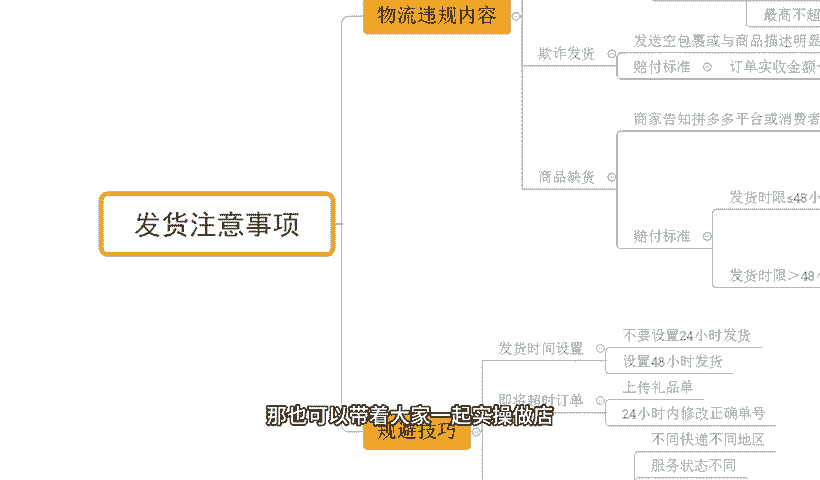 物流违规内容
最高不超
欺诈发货
发送空包裹或与商品描述明显
赔付标准
订单实收金额
商家告知拼多多平台或消费者
商品缺货
发货时限≤48小
赔付标准
发货时限＞48
发货注意事项
发货时间设置
不要设置24小时发货
设置48小时发货
即将超时订单
上传礼品单
24小时内修改正确单号
那也可以带着大家一起实操做店
规避技巧
不同快递不同地区
服务状态不同